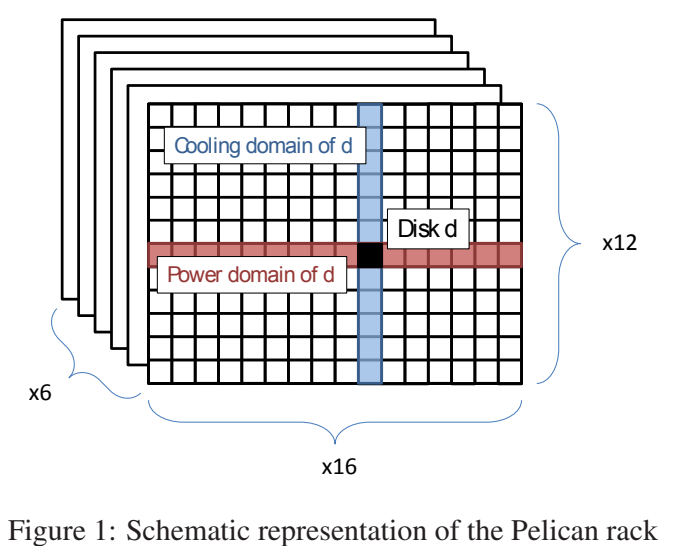 Cooling domain of d
Disk d
x12
Power domain of d
x6
x16
Figure 1: Schematic representation of the Pelican rack